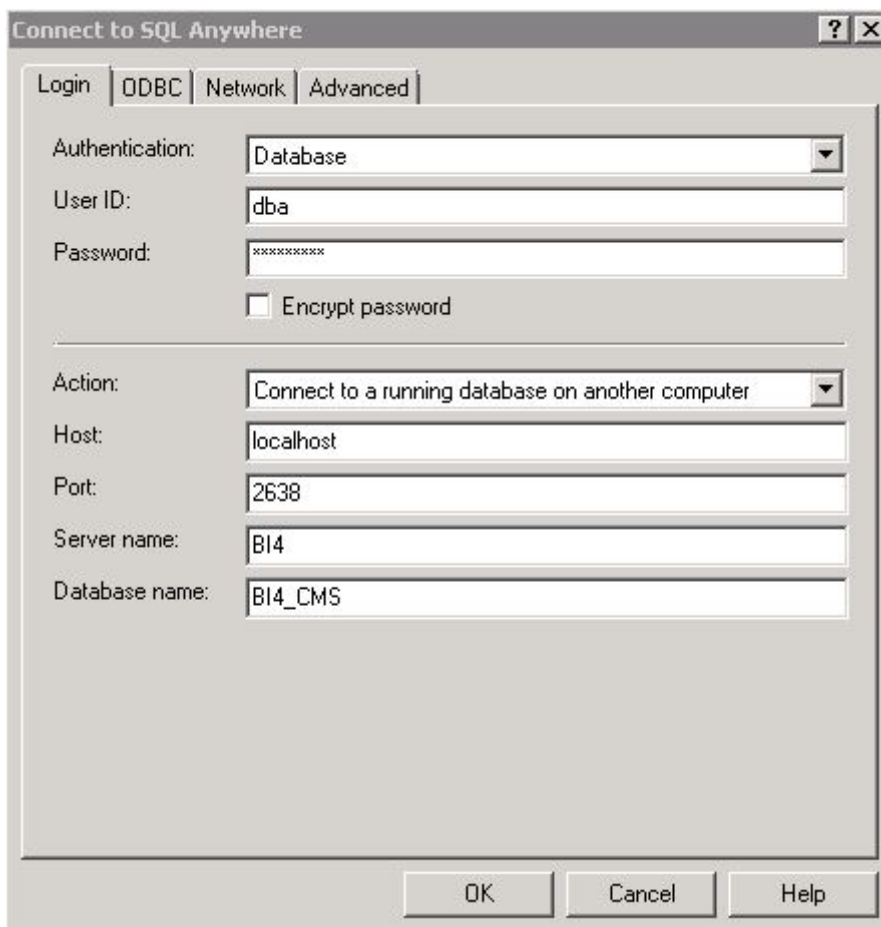 Connect to SQL Anywhere
Login ODBC Network Advanced
Authentication: Database
User ID: dba
Password: *********
Encrypt password
Action: Connect to a running database on another computer
Host: localhost
Port: 2638
Server name: BI4
Database name: BI4_CMS
OK Cancel Help